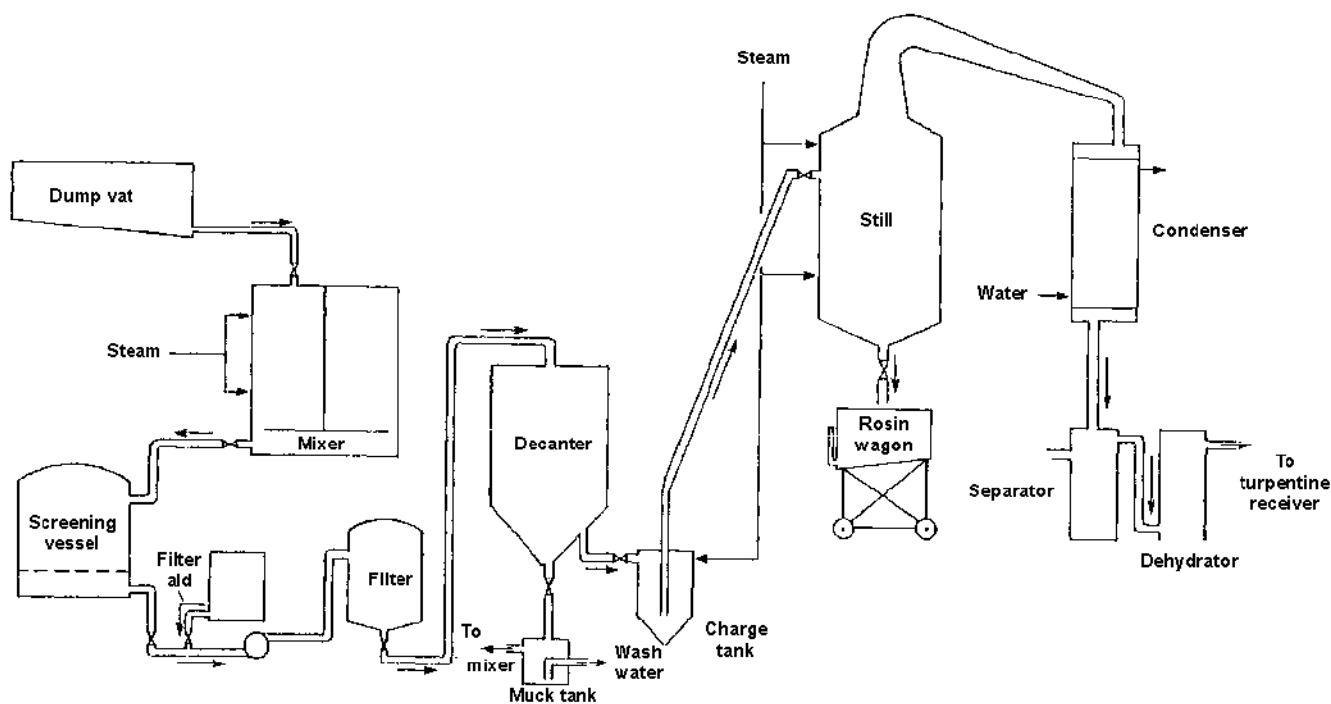 Steam
Dump vat
Still
Condenser
Water
Steam
Mixer
Decanter
Rosin
wagon
Separator
To
turpentine
receiver
Screening
vessel
Filter
aid
Filter
Dehydrator
To
mixer
Wash
water
Charge
tank
Muck tank